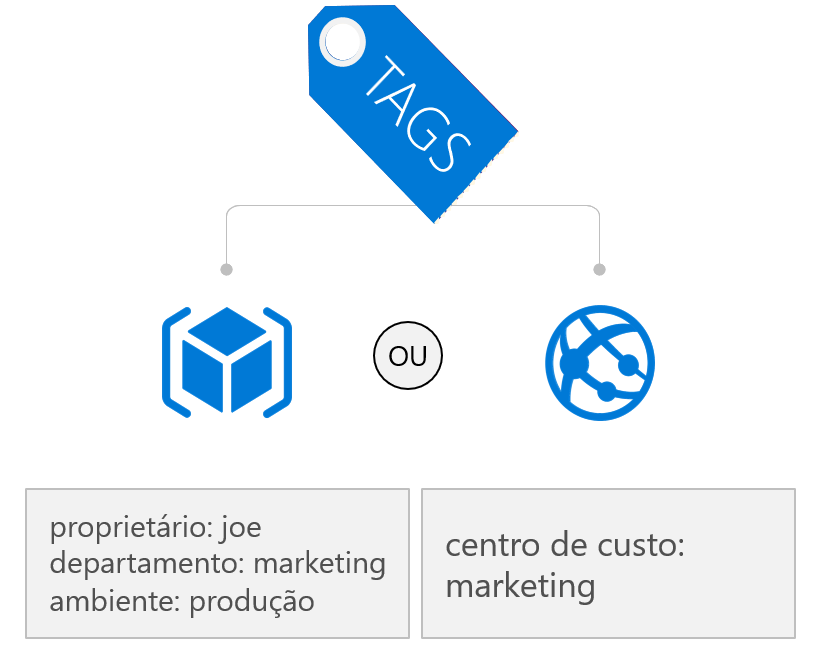 TAGS
OU
proprietário: joe
departamento: marketing
ambiente: produção
centro de custo:
marketing